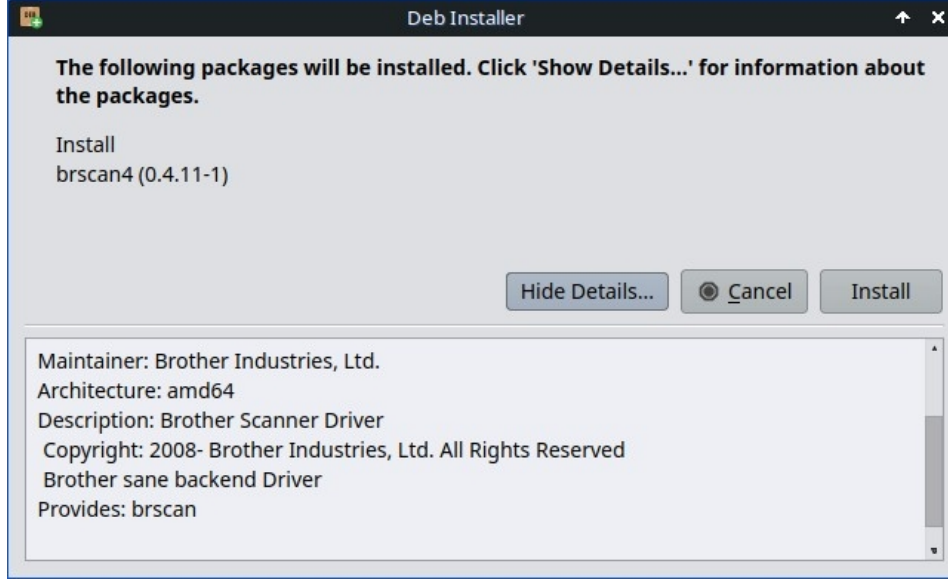 Deb Installer
The following packages will be installed. Click 'Show Details...' for information about
the packages.
Install
brscan4 (0.4.11-1)
Hide Details...
Cancel
Install
Maintainer: Brother Industries, Ltd.
Architecture: amd64
Description: Brother Scanner Driver
Copyright: 2008- Brother Industries, Ltd. All Rights Reserved
Brother sane backend Driver
Provides: brscan